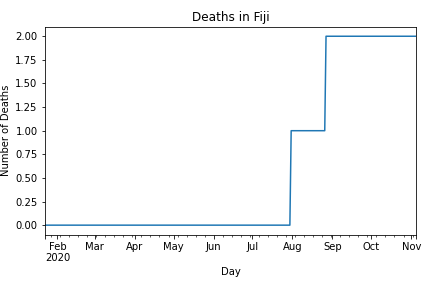 Deaths in Fiji
Number of Deaths
2.00
1.75
1.50
1.25
1.00
0.75
0.50
0.25
0.00
Feb Mar Apr May Jun Jul Aug Sep Oct Nov
2020
Day